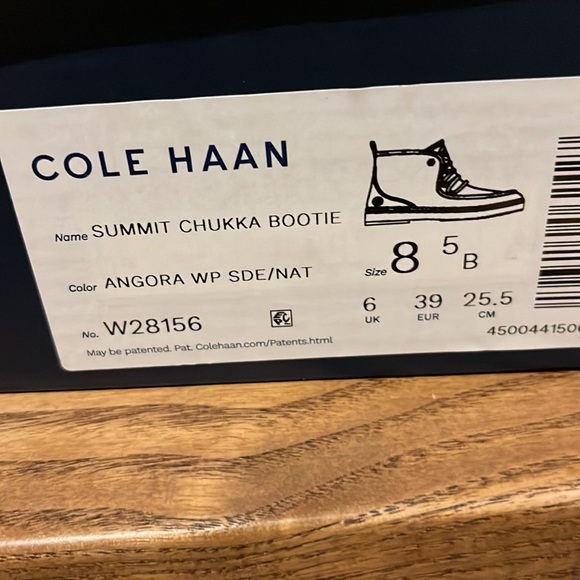 COLE HAAN
Name SUMMIT CHUKKA BOOTIE
Color ANGORA WP SDE/NAT
Size 8 5 B
6 39 25.5
UK EUR CM
No. W28156
May be patented. Pat. Colehaan.com/Patents.html
450044150